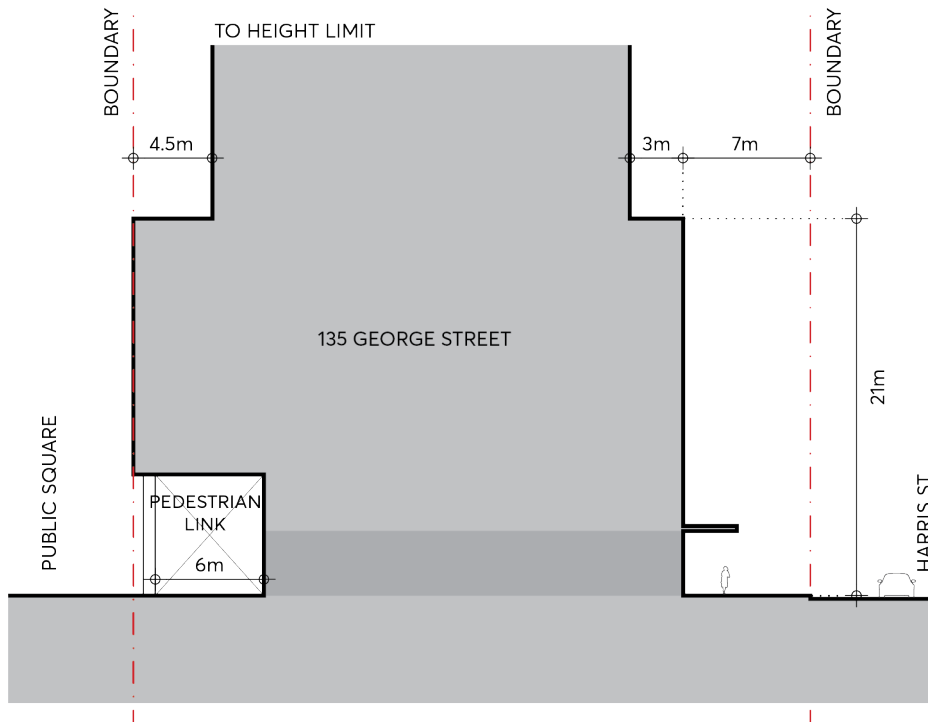 TO HEIGHT LIMIT
BOUNDARY
BOUNDARY
4.5m
3m
7m
135 GEORGE STREET
21m
PUBLIC SQUARE
PEDESTRIAN
LINK
6m
HARRIS ST